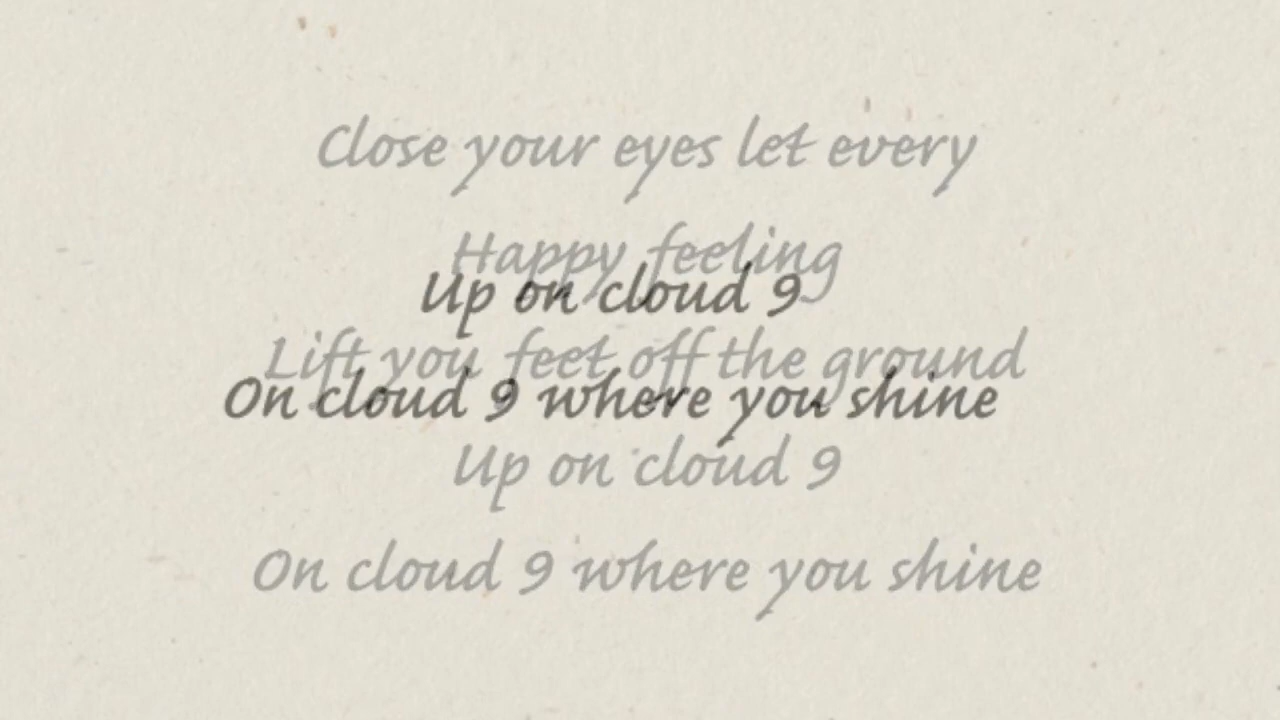 Close your eyes let every
Happy feeling
Up on cloud 9
Lift you feet off the ground
On cloud 9 where you shine
Up on cloud 9
On cloud 9 where you shine